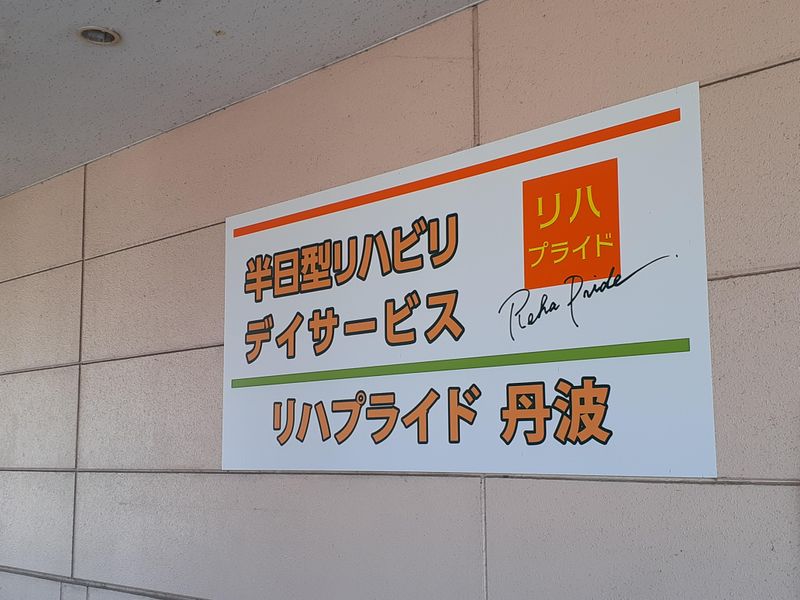 半日型リハビリ
デイサービス
リハ
プライド
Reha Pride
リハプライド 丹波